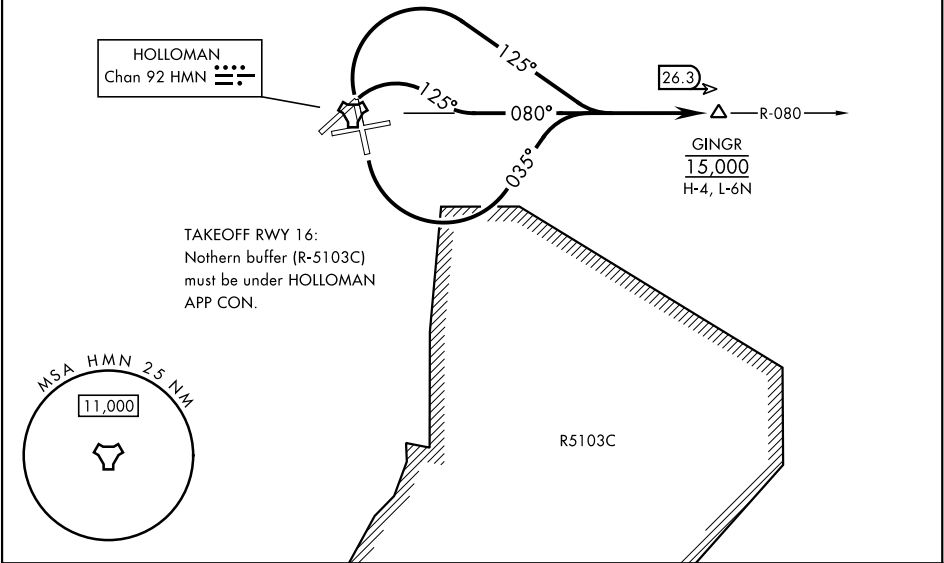 HOLLOMAN
Chan 92 HMN
125°
125°
080°
035°
26.3
R-080
GINGR
15,000
H-4, L-6N
TAKEOFF RWY 16:
Nothern buffer (R-5103C)
must be under HOLLOMAN
APP CON.
MSA HMN 25 NM
11,000
R5103C